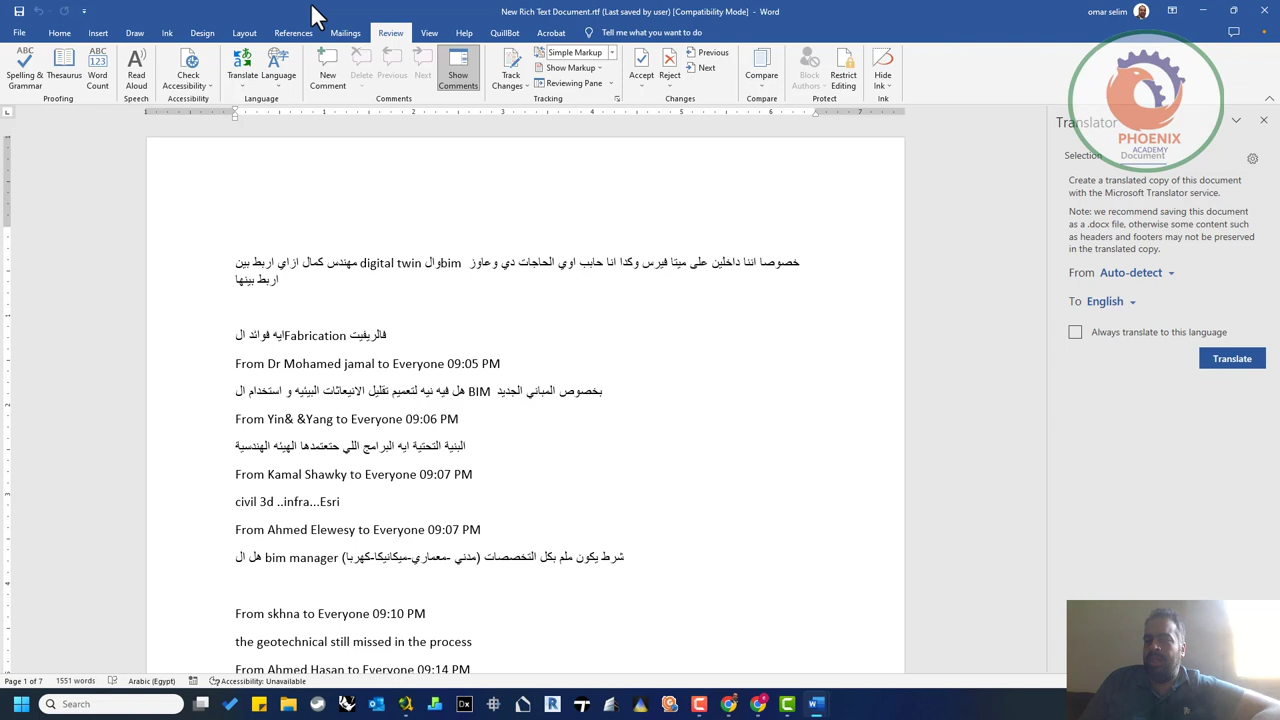 New Rich Text Document.rtf (Last saved by user) [Compatibility Mode] - Word
omar selim
File Home Insert Draw Ink Design Layout References Mailings Review View Help QuillBot Acrobat Tell me what you want to do
Spelling & Grammar
Thesaurus
Word Count
Proofing
Read Aloud
Speech
Check Accessibility
Accessibility
Translate
Language
Language
New Comment
Delete
Previous
Next
Show Comments
Comments
Track Changes
Simple Markup
Show Markup
Reviewing Pane
Tracking
Accept
Reject
Previous
Next
Changes
Compare
Compare
Block Authors
Restrict Editing
Protect
Hide Ink
Ink
PHOENIX
ACADEMY
Translator
Selection Document
Create a translated copy of this document
with the Microsoft Translator service.
Note: we recommend saving this document
as a .docx file, otherwise some content such
as headers and footers may not be preserved
in the translated copy.
From Auto-detect
To English
Always translate to this language
Translate
مهندس كمال ازاي اربط بين digital twin وال bim خصوصا اننا داخلين على ميتا فيرس وكدا انا حابب اوي الحاجات دي وعاوز
اربط بينها
ايه فوائد ال Fabrication فالريفيت
From Dr Mohamed jamal to Everyone 09:05 PM
هل فيه نيه لتعميم تقليل الانبعاثات البيئيه و استخدام ال BIM بخصوص المباني الجديد
From Yin& &Yang to Everyone 09:06 PM
البنية التحتية ايه البرامج اللي حتعتمدها الهيئه الهندسية
From Kamal Shawky to Everyone 09:07 PM
civil 3d ..infra...Esri
From Ahmed Elewesy to Everyone 09:07 PM
هل ال bim manager شرط يكون ملم بكل التخصصات (مدني -معماري-ميكانيكا-كهربا)
From skhna to Everyone 09:10 PM
the geotechnical still missed in the process
From Ahmed Hasan to Everyone 09:14 PM
Page 1 of 7 1551 words Arabic (Egypt) Accessibility: Unavailable
Search